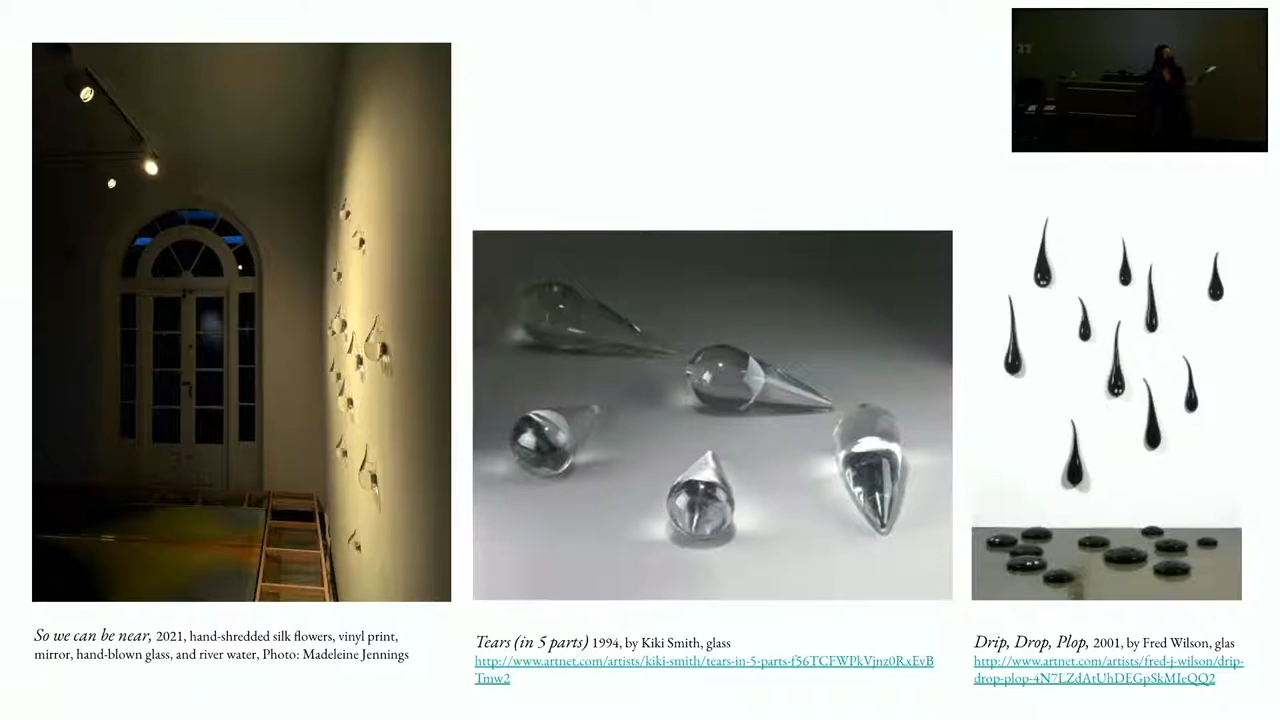 So we can be near, 2021, hand-shredded silk flowers, vinyl print,
mirror, hand-blown glass, and river water, Photo: Madeleine Jennings
Tears (in 5 parts) 1994, by Kiki Smith, glass
http://www.artnet.com/artists/kiki-smith/tears-in-5-parts-f56TCFWPkVjnz0RxEvB
Tmw2
Drip, Drop, Plop, 2001, by Fred Wilson, glas
http://www.artnet.com/artists/fred-j-wilson/drip-
drop-plop-4N7LZdAtUhDEGpSkMIeQQ2